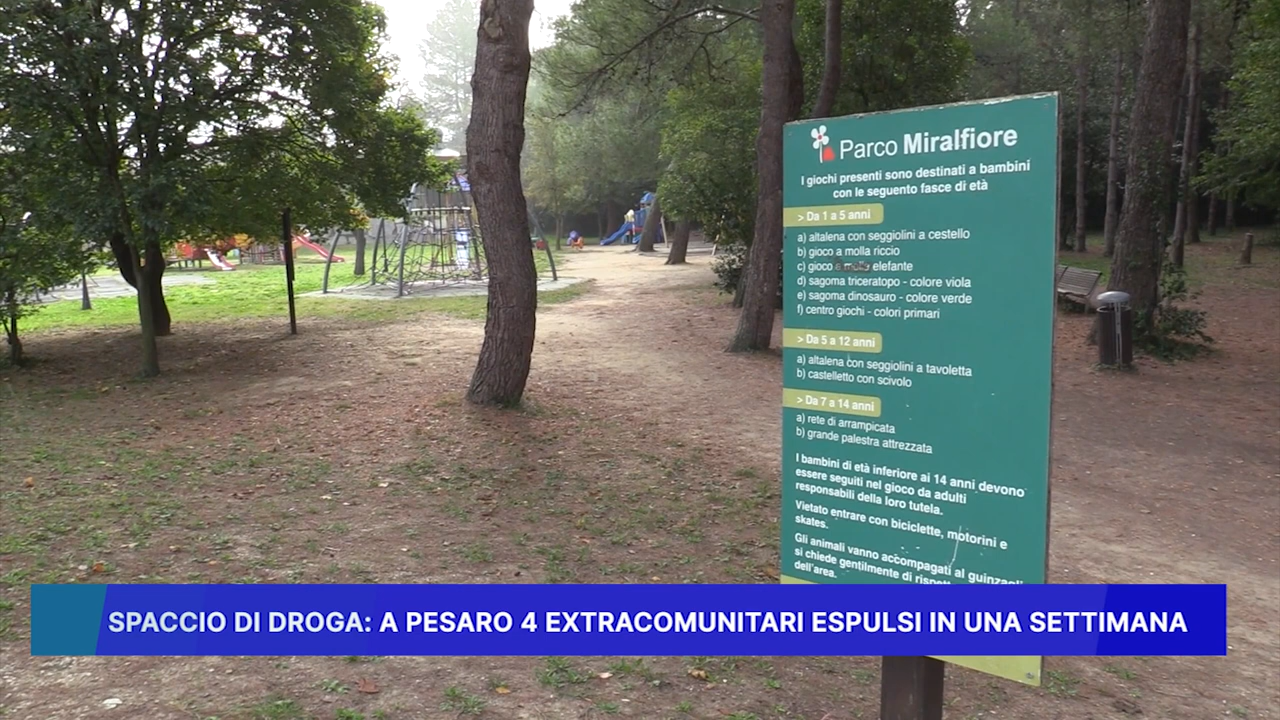 Parco Miralfiore
I giochi presenti sono destinati a bambini
con le seguento fasce di età
> Da 1 a 5 anni
a) altalena con seggiolini a cestello
b) gioco a molla riccio
c) gioco a molla elefante
d) sagoma triceratopo - colore viola
e) sagoma dinosauro - colore verde
f) centro giochi - colori primari
> Da 5 a 12 anni
a) altalena con seggiolini a tavoletta
b) castelletto con scivolo
> Da 7 a 14 anni
a) rete di arrampicata
b) grande palestra attrezzata
I bambini di età inferiore ai 14 anni devono
essere seguiti nel gioco da adulti
responsabili della loro tutela.
Vietato entrare con biciclette, motorini e
skates.
Gli animali vanno accompagati al
si chiede gentilmente di
dell'area.
SPACCIO DI DROGA: A PESARO 4 EXTRACOMUNITARI ESPULSI IN UNA SETTIMANA